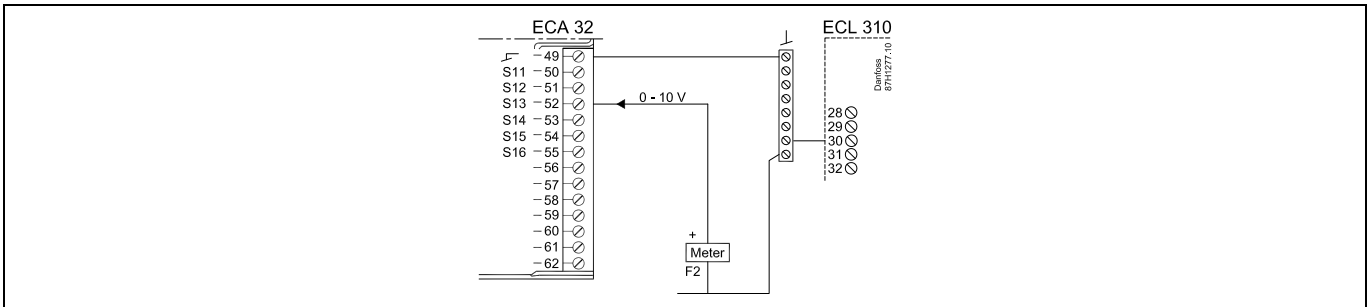 ECA 32
ECL 310
49
S11 50
S12 51
S13 52
S14 53
S15 54
S16 55
56
57
58
59
60
61
62
0 - 10 V
+
Meter
F2
Danfoss
87H1277.10
28
29
30
31
32